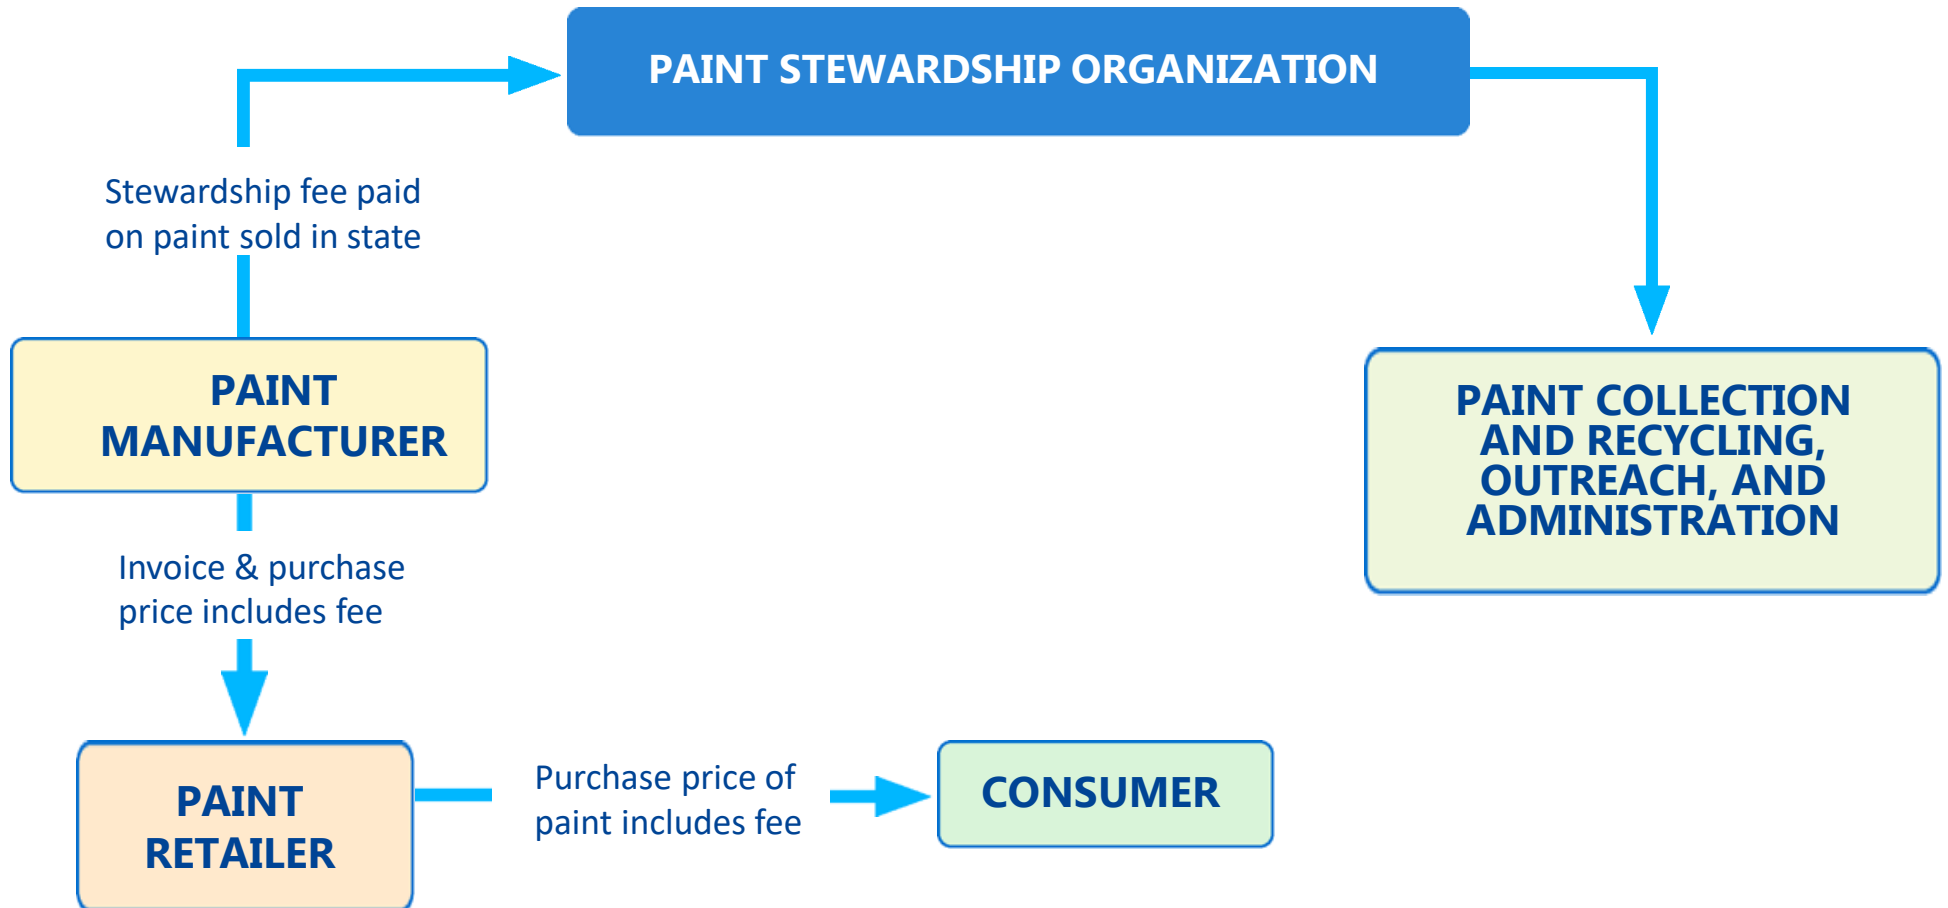 PAINT STEWARDSHIP ORGANIZATION
Stewardship fee paid
on paint sold in state
PAINT
MANUFACTURER
PAINT COLLECTION
AND RECYCLING,
OUTREACH, AND
ADMINISTRATION
Invoice & purchase
price includes fee
PAINT
RETAILER
Purchase price of
paint includes fee
CONSUMER